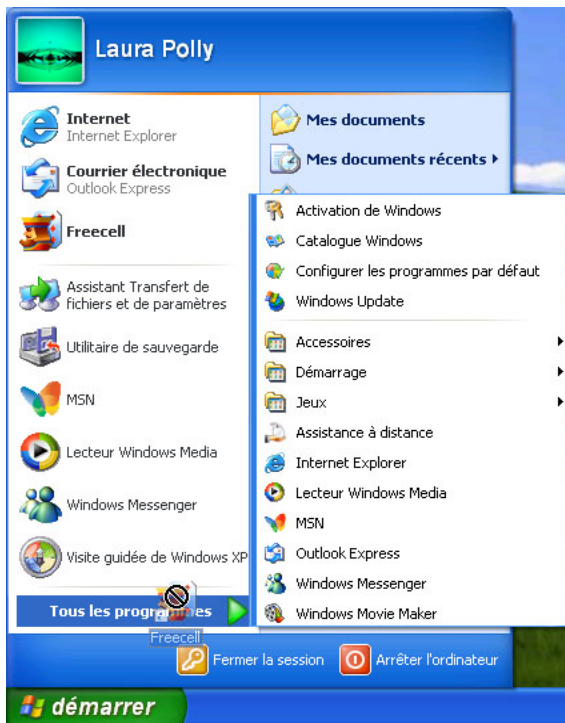 Laura Polly
Internet
Internet Explorer
Courrier électronique
Outlook Express
Freecell
Assistant Transfert de
fichiers et de paramètres
Utilitaire de sauvegarde
MSN
Lecteur Windows Media
Windows Messenger
Visite guidée de Windows XP
Tous les programmes
Freecell
Mes documents
Mes documents récents
Activation de Windows
Catalogue Windows
Configurer les programmes par défaut
Windows Update
Accessoires
Démarrage
Jeux
Assistance à distance
Internet Explorer
Lecteur Windows Media
MSN
Outlook Express
Windows Messenger
Windows Movie Maker
Fermer la session
Arrêter l'ordinateur
démarrer